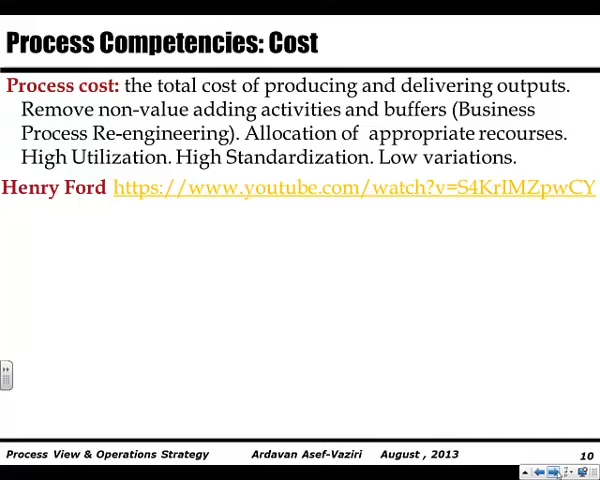 Process Competencies: Cost
Process cost: the total cost of producing and delivering outputs.
Remove non-value adding activities and buffers (Business
Process Re-engineering). Allocation of appropriate recourses.
High Utilization. High Standardization. Low variations.
Henry Ford https://www.youtube.com/watch?v=S4KrIMZpwCY
Process View & Operations Strategy Ardavan Asef-Vaziri August , 2013 10